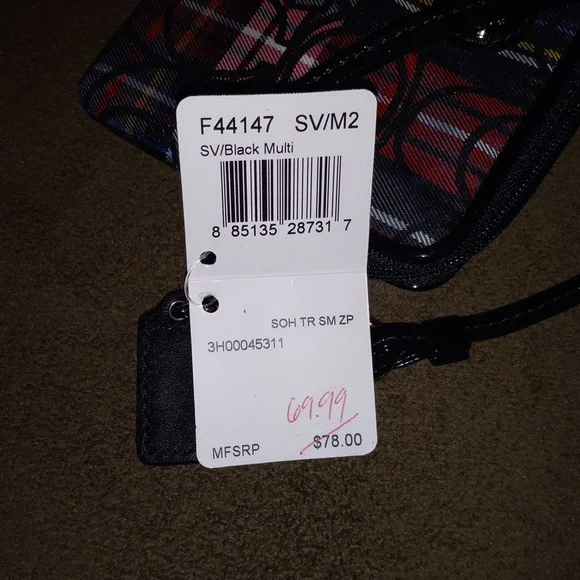 F44147 SV/M2
SV/Black Multi
8 85135 28731 7
SOH TR SM ZP
3H00045311
69.99
MFSRP $78.00